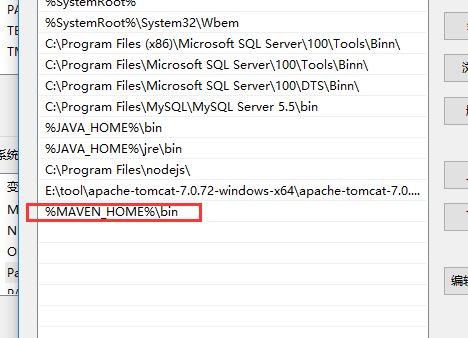 %SystemRoot%
%SystemRoot%\System32\Wbem
C:\Program Files (x86)\Microsoft SQL Server\100\Tools\Binn\
C:\Program Files\Microsoft SQL Server\100\Tools\Binn\
C:\Program Files\Microsoft SQL Server\100\DTS\Binn\
C:\Program Files\MySQL\MySQL Server 5.5\bin
%JAVA_HOME%\bin
%JAVA_HOME%\jre\bin
C:\Program Files\nodejs\
E:\tool\apache-tomcat-7.0.72-windows-x64\apache-tomcat-7.0....
%MAVEN_HOME%\bin
PA
TE
TM
系统
变
M
N
O
Pa
编辑